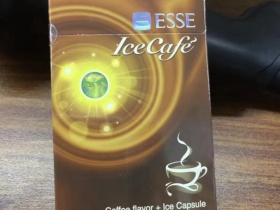 ESSE
IceCafé
Coffee flavor + Ice Capsule